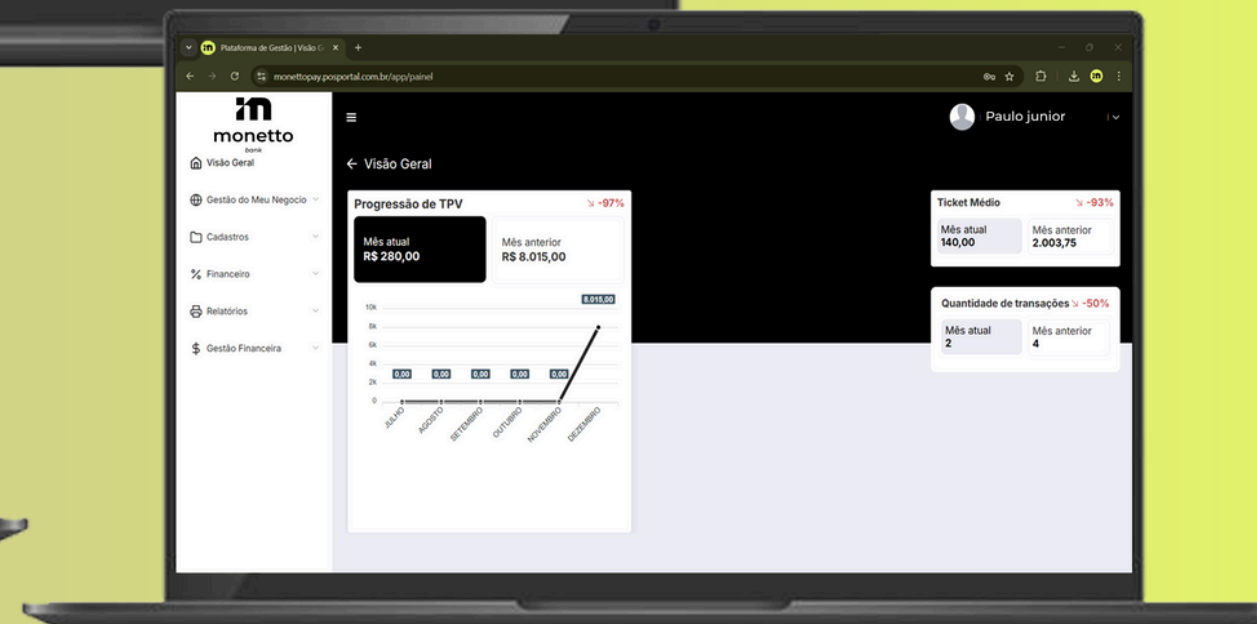 Plataforma de Gestão | Visão G
monettopay.posportal.com.br/app/painel
m
monetto
bank
Paulo junior
Visão Geral
Gestão do Meu Negocio
Cadastros
Financeiro
Relatórios
Gestão Financeira
Visão Geral
Progressão de TPV
-97%
Mês atual
R$ 280,00
Mês anterior
R$ 8.015,00
8.015,00
10k
8k
6k
4k
2k
0
0,00 0,00 0,00 0,00 0,00
JULHO AGOSTO SETEMBRO OUTUBRO NOVEMBRO DEZEMBRO
Ticket Médio
-93%
Mês atual
140,00
Mês anterior
2.003,75
Quantidade de transações -50%
Mês atual
2
Mês anterior
4